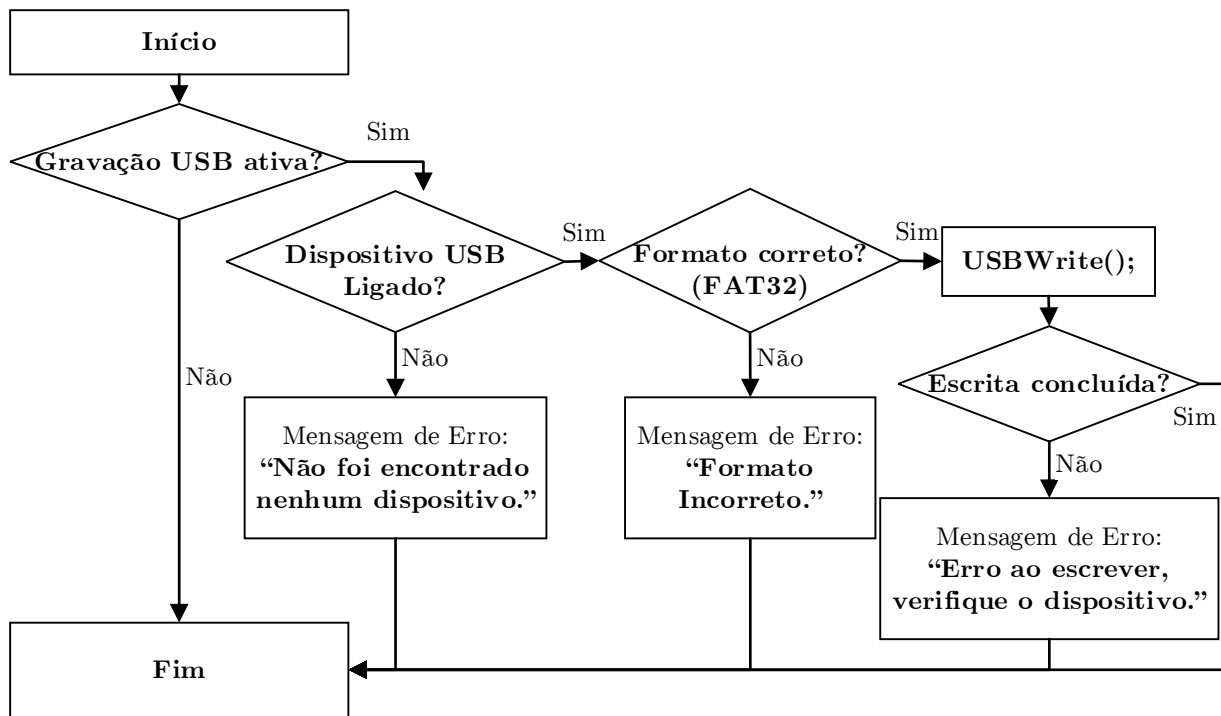 Início
Sim
Gravação USB ativa?
Dispositivo USB
Ligado?
Sim
Formato correto?
(FAT32)
Sim
USBWrite();
Não
Não
Não
Escrita concluída?
Sim
Mensagem de Erro:
“Não foi encontrado
nenhum dispositivo.”
Mensagem de Erro:
“Formato
Incorreto.”
Não
Mensagem de Erro:
“Erro ao escrever,
verifique o dispositivo.”
Fim